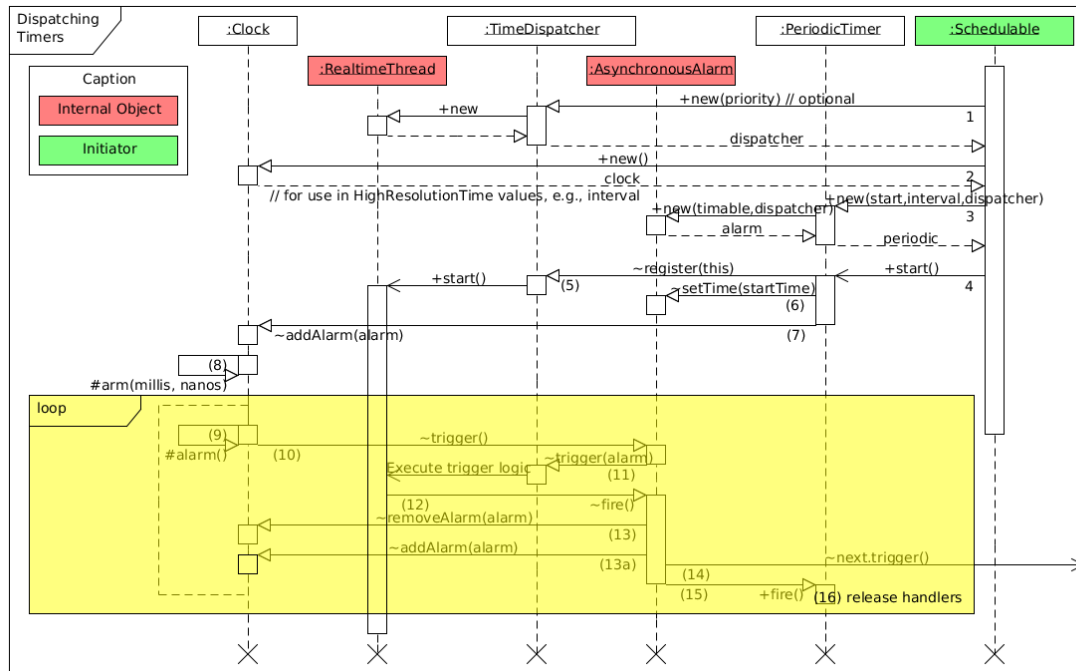 Dispatching
Timers
:Clock
:TimeDispatcher
:PeriodicTimer
:Schedulable
Caption
Internal Object
Initiator
:RealtimeThread
:AsynchronousAlarm
+new(priority) // optional
1
+new
dispatcher
+new()
2
clock
// for use in HighResolutionTime values, e.g., interval
+new(start,interval,dispatcher)
3
+new(timable,dispatcher)
alarm
periodic
+start()
4
~register(this)
(5)
+start()
~setTime(startTime)
(6)
~addAlarm(alarm)
(7)
(8)
#arm(millis, nanos)
loop
(9)
#alarm()
~trigger()
(10)
~trigger(alarm)
(11)
Execute trigger logic
(12)
~fire()
~removeAlarm(alarm)
(13)
~addAlarm(alarm)
(13a)
~next.trigger()
(14)
(15)
+fire()
(16) release handlers